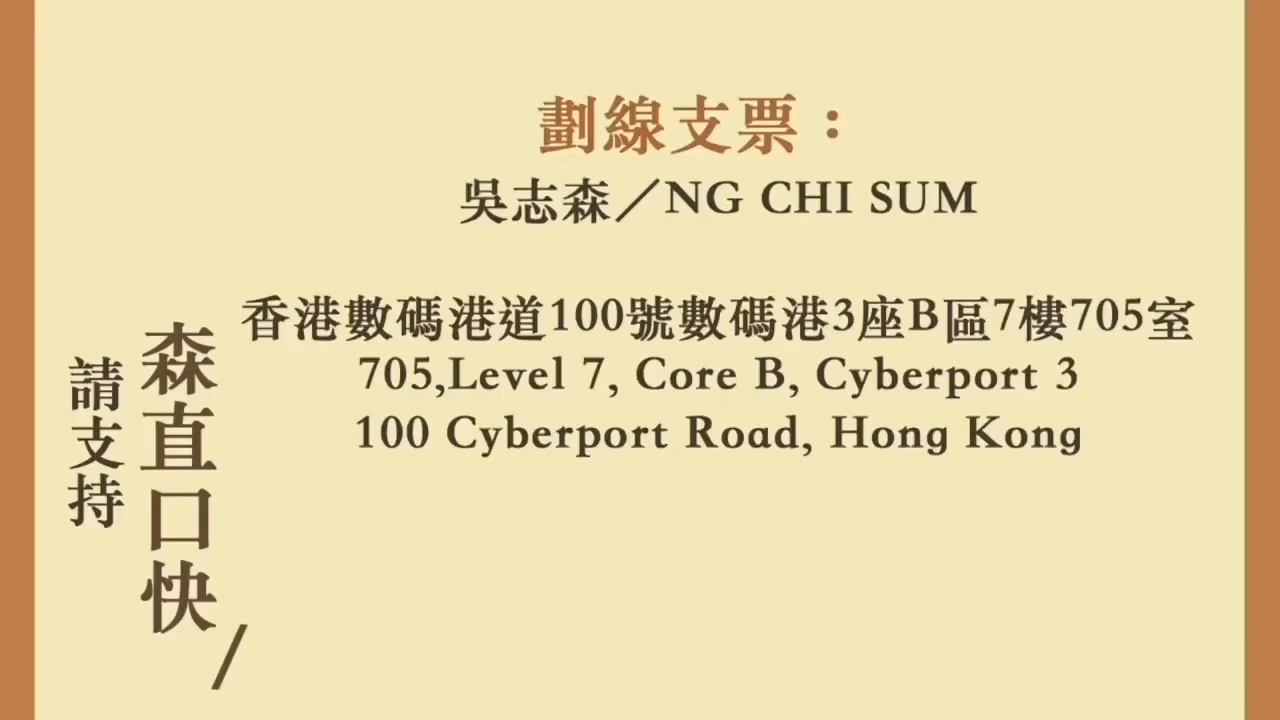 劃線支票：
吳志森／NG CHI SUM
香港數碼港道100號數碼港3座B區7樓705室
705,Level 7, Core B, Cyberport 3
100 Cyberport Road, Hong Kong
請支持
森直口快
/